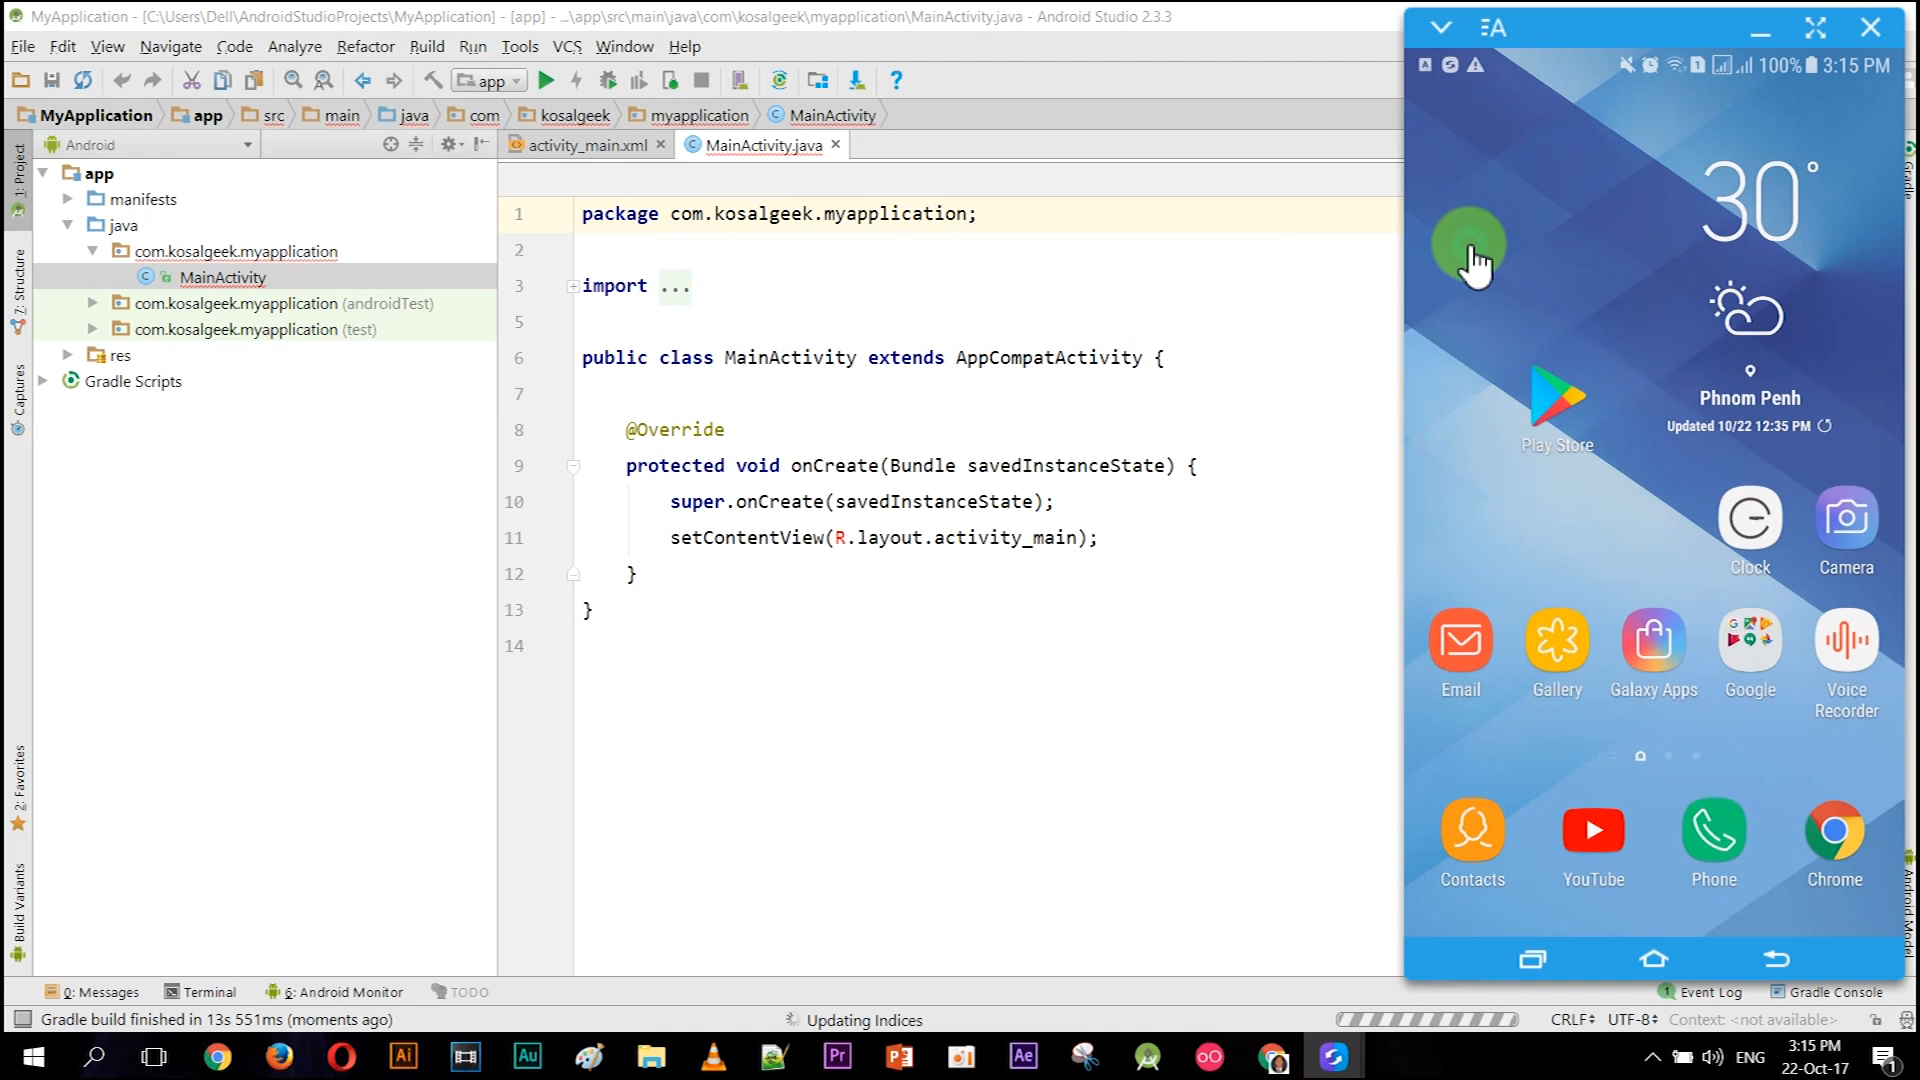 MyApplication - [C:\Users\Dell\AndroidStudioProjects\MyApplication] - [app] - ...\app\src\main\java\com\kosalgeek\myapplication\MainActivity.java - Android Studio 2.3.3
File Edit View Navigate Code Analyze Refactor Build Run Tools VCS Window Help
app
MyApplication app src main java com kosalgeek myapplication MainActivity
Android
activity_main.xml MainActivity.java
1: Project
7: Structure
Captures
2: Favorites
Build Variants
app
manifests
java
com.kosalgeek.myapplication
MainActivity
com.kosalgeek.myapplication (androidTest)
com.kosalgeek.myapplication (test)
res
Gradle Scripts
1 package com.kosalgeek.myapplication;
2
3 import ...
5
6 public class MainActivity extends AppCompatActivity {
7
8 @Override
9 protected void onCreate(Bundle savedInstanceState) {
10 super.onCreate(savedInstanceState);
11 setContentView(R.layout.activity_main);
12 }
13 }
14
100% 3:15 PM
30°
Phnom Penh
Updated 10/22 12:35 PM
Play Store
Clock Camera
Email Gallery Galaxy Apps Google Voice Recorder
Contacts YouTube Phone Chrome
Gradle
Android Model
0: Messages Terminal 6: Android Monitor TODO
1 Event Log Gradle Console
Gradle build finished in 13s 551ms (moments ago)
Updating Indices
CRLF UTF-8 Context: <not available>
Ai Au Pr Ae
ENG
3:15 PM
22-Oct-17
1